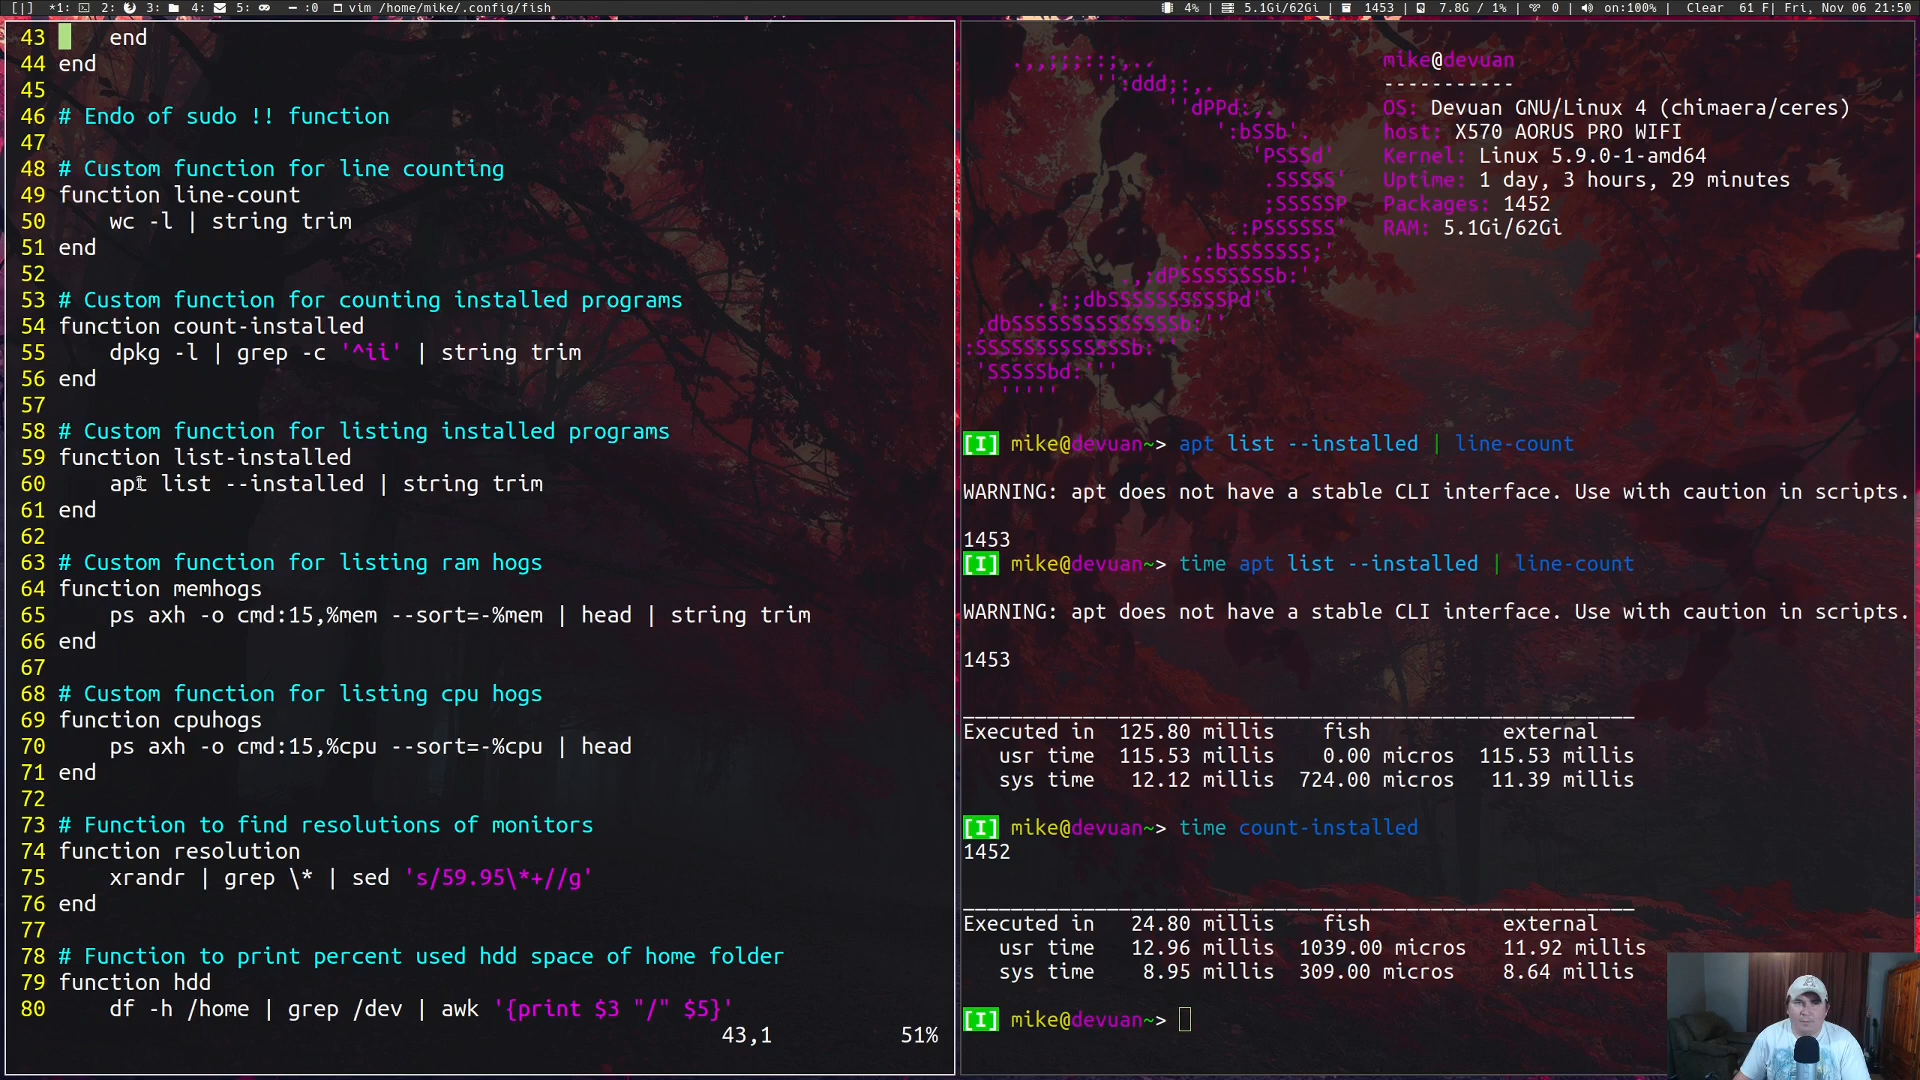 [|] *1: 2: 3: 4: 5: — :0 vim /home/mike/.config/fish 4% | 5.1Gi/62Gi | 1453 | 7.8G / 1% | 0 | on:100% | Clear 61 F| Fri, Nov 06 21:50
43 end
44 end
45
46 # Endo of sudo !! function
47
48 # Custom function for line counting
49 function line-count
50 wc -l | string trim
51 end
52
53 # Custom function for counting installed programs
54 function count-installed
55 dpkg -l | grep -c '^ii' | string trim
56 end
57
58 # Custom function for listing installed programs
59 function list-installed
60 apt list --installed | string trim
61 end
62
63 # Custom function for listing ram hogs
64 function memhogs
65 ps axh -o cmd:15,%mem --sort=-%mem | head | string trim
66 end
67
68 # Custom function for listing cpu hogs
69 function cpuhogs
70 ps axh -o cmd:15,%cpu --sort=-%cpu | head
71 end
72
73 # Function to find resolutions of monitors
74 function resolution
75 xrandr | grep \* | sed 's/59.95\*+//g'
76 end
77
78 # Function to print percent used hdd space of home folder
79 function hdd
80 df -h /home | grep /dev | awk '{print $3 "/" $5}'
43,1 51%
.,,;;;::;,..
'':ddd;:,.
''dPPd:,.
':bSSb'.
'PSSSd'
.SSSSS'
;SSSSSP
.:PSSSSSS'
.,:bSSSSSSS;'
.,:dPSSSSSSSSb:'
.,:;dbSSSSSSSSSSPd'
,dbSSSSSSSSSSSSSSb:''
:SSSSSSSSSSSSSb:''
'SSSSSbd:'''
'''''
mike@devuan
-----------
OS: Devuan GNU/Linux 4 (chimaera/ceres)
host: X570 AORUS PRO WIFI
Kernel: Linux 5.9.0-1-amd64
Uptime: 1 day, 3 hours, 29 minutes
Packages: 1452
RAM: 5.1Gi/62Gi
[I] mike@devuan~> apt list --installed | line-count
WARNING: apt does not have a stable CLI interface. Use with caution in scripts.
1453
[I] mike@devuan~> time apt list --installed | line-count
WARNING: apt does not have a stable CLI interface. Use with caution in scripts.
1453
Executed in 125.80 millis fish external
usr time 115.53 millis 0.00 micros 115.53 millis
sys time 12.12 millis 724.00 micros 11.39 millis
[I] mike@devuan~> time count-installed
1452
Executed in 24.80 millis fish external
usr time 12.96 millis 1039.00 micros 11.92 millis
sys time 8.95 millis 309.00 micros 8.64 millis
[I] mike@devuan~>